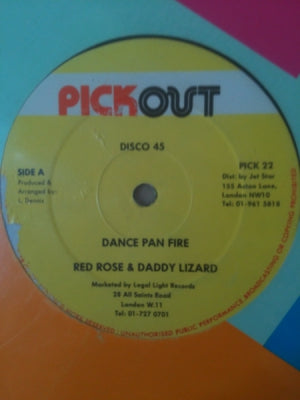 PICKOUT
DISCO 45
SIDE A
Produced &
Arranged by:
L. Dennis
PICK 22
Dist: by Jet Star
155 Acton Lane,
London NW10
Tel: 01-961 5818
DANCE PAN FIRE
RED ROSE & DADDY LIZARD
Marketed by Legal Light Records
28 All Saints Road
London W.11
Tel: 01-727 0701
RESERVED. UNAUTHORISED PUBLIC PERFORMANCE BROADCASTING OR COPYING PROHIBITED